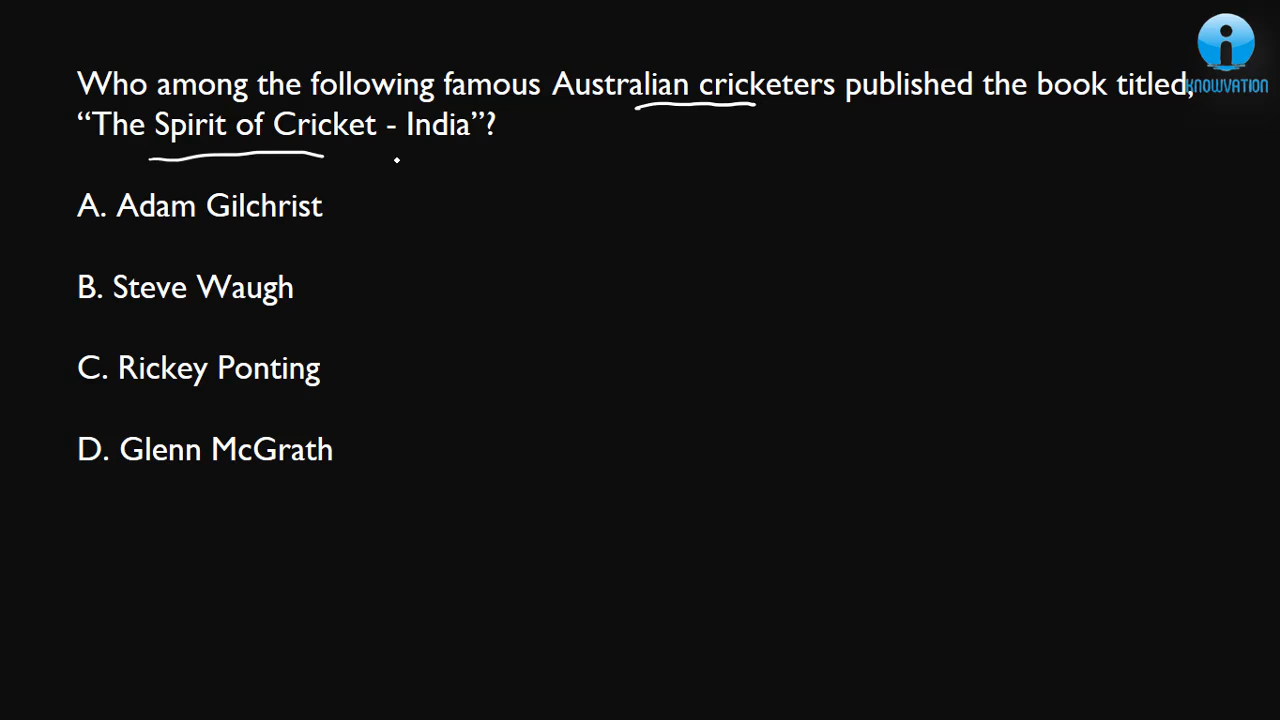 Who among the following famous Australian cricketers published the book titled,
“The Spirit of Cricket - India”?
A. Adam Gilchrist
B. Steve Waugh
C. Rickey Ponting
D. Glenn McGrath
KNOWVATION